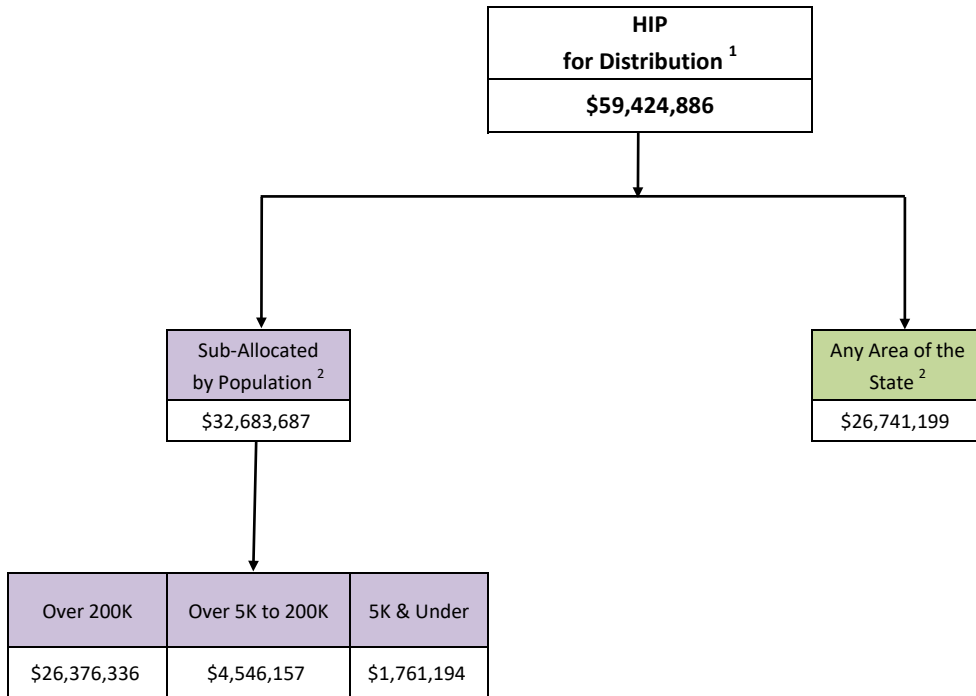 HIP
for Distribution 1
$59,424,886
Sub-Allocated
by Population 2
$32,683,687
Any Area of the
State 2
$26,741,199
Over 200K
Over 5K to 200K
5K & Under
$26,376,336
$4,546,157
$1,761,194